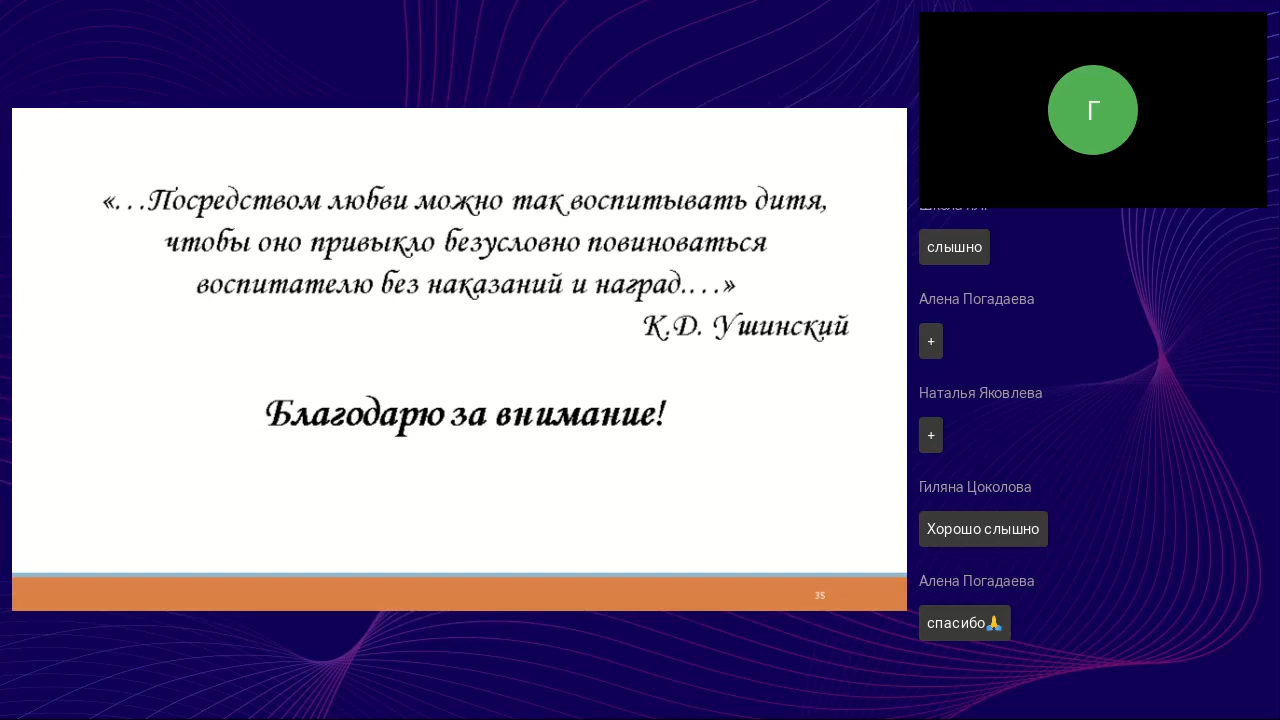 «…Посредством любви можно так воспитывать дитя,
чтобы оно привыкло безусловно повиноваться
воспитателю без наказаний и наград.…»
К.Д. Ушинский
Благодарю за внимание!
35
Г
слышно
Алена Погадаева
+
Наталья Яковлева
+
Гиляна Цоколова
Хорошо слышно
Алена Погадаева
спасибо🙏